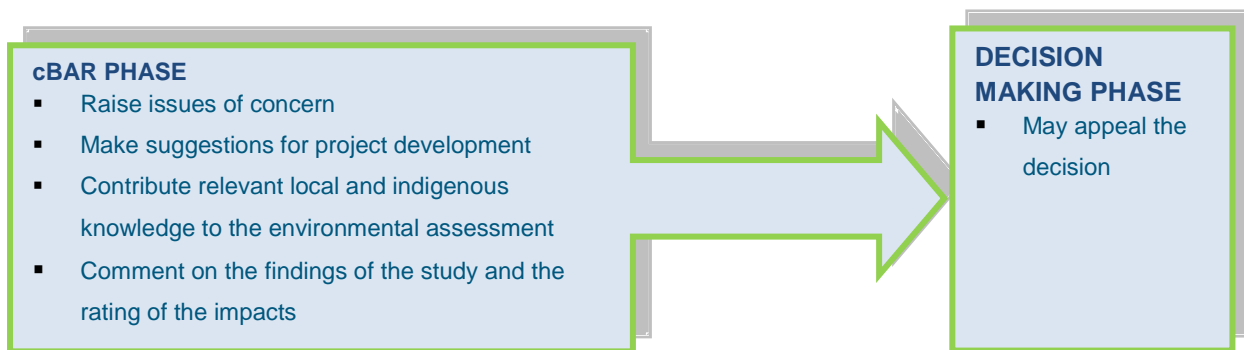 cBAR PHASE
▪ Raise issues of concern
▪ Make suggestions for project development
▪ Contribute relevant local and indigenous
knowledge to the environmental assessment
▪ Comment on the findings of the study and the
rating of the impacts
DECISION
MAKING PHASE
▪ May appeal the
decision